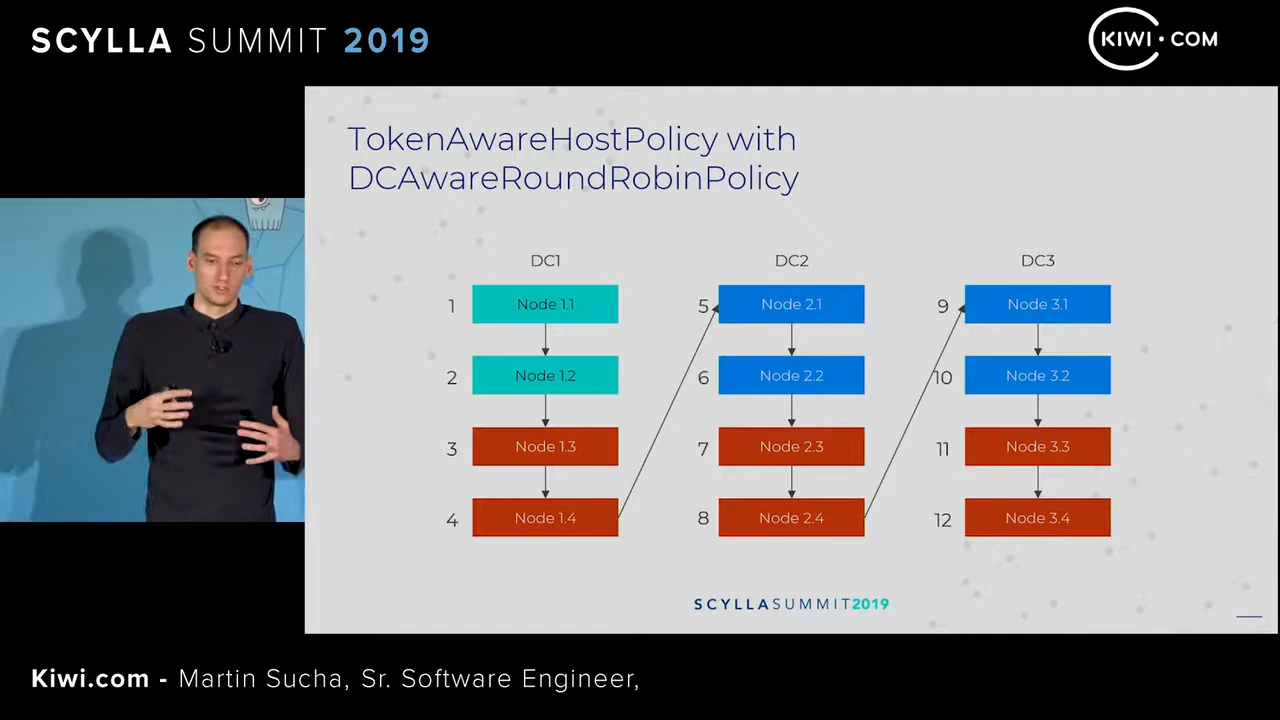 SCYLLA SUMMIT 2019
KIWI.COM
TokenAwareHostPolicy with
DCAwareRoundRobinPolicy
DC1 DC2 DC3
1 Node 1.1 5 Node 2.1 9 Node 3.1
2 Node 1.2 6 Node 2.2 10 Node 3.2
3 Node 1.3 7 Node 2.3 11 Node 3.3
4 Node 1.4 8 Node 2.4 12 Node 3.4
SCYLLASUMMIT2019
Kiwi.com - Martin Sucha, Sr. Software Engineer,